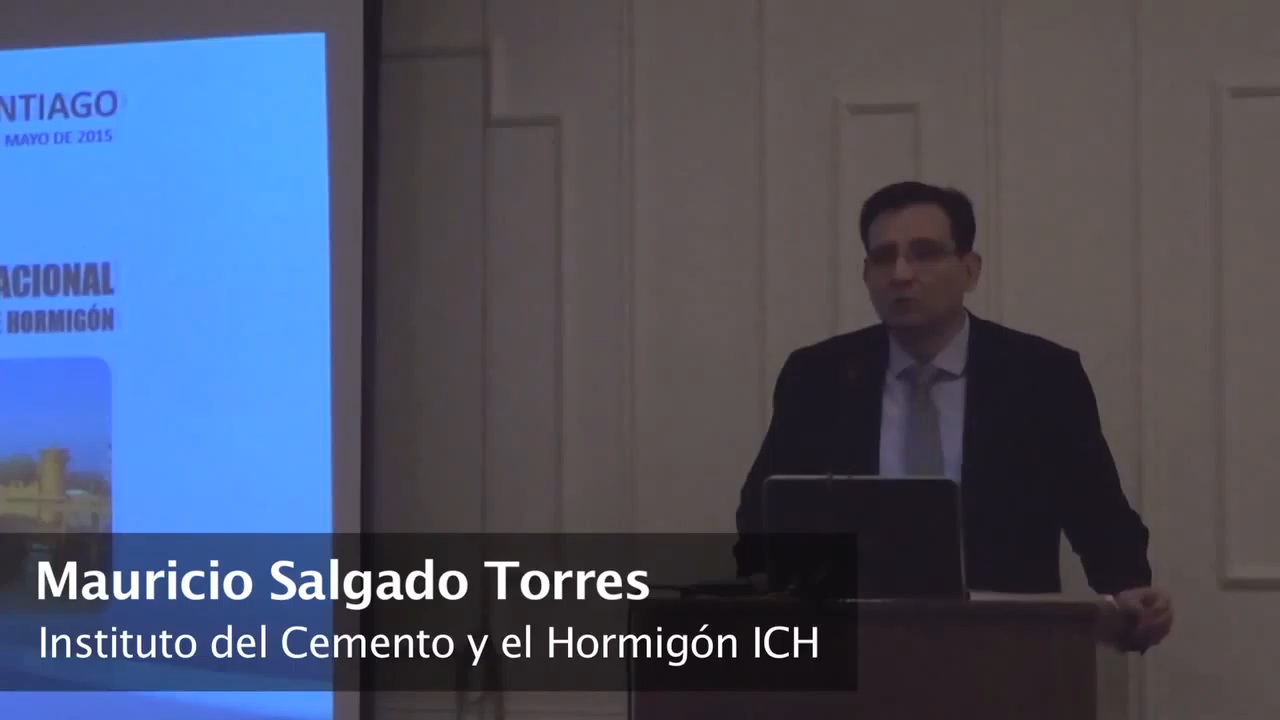 NTIAGO
MAYO DE 2015
ACIONAL
HORMIGÓN
Mauricio Salgado Torres
Instituto del Cemento y el Hormigón ICH